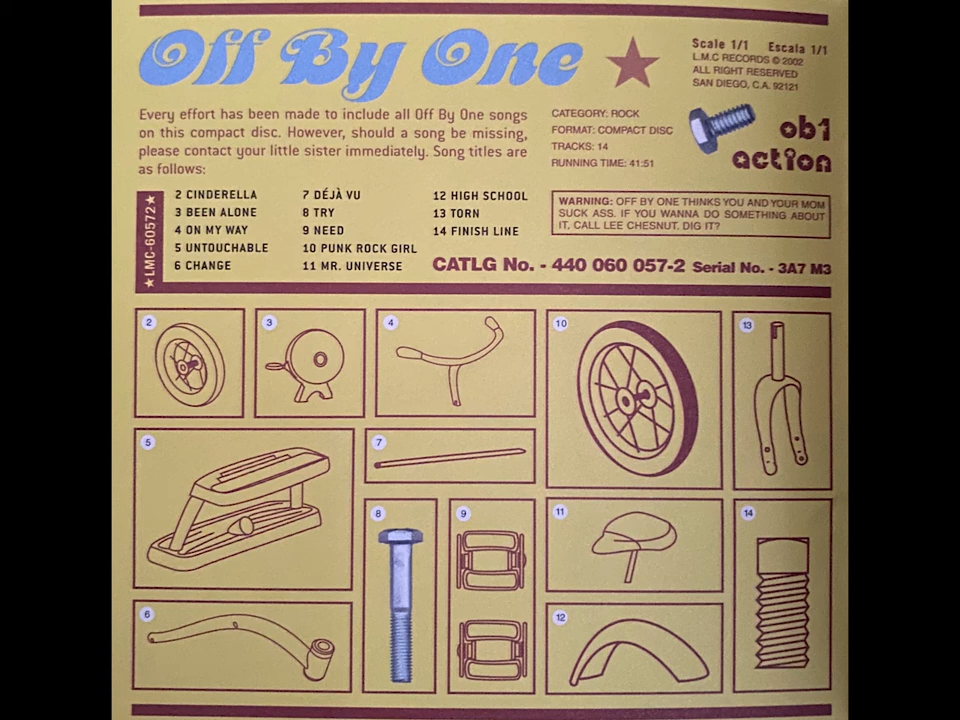 Off By One
Scale 1/1 Escala 1/1
L.M.C RECORDS © 2002
ALL RIGHT RESERVED
SAN DIEGO, C.A. 92121
Every effort has been made to include all Off By One songs
on this compact disc. However, should a song be missing,
please contact your little sister immediately. Song titles are
as follows:
CATEGORY: ROCK
FORMAT: COMPACT DISC
TRACKS: 14
RUNNING TIME: 41:51
ob1
action
★LMC-60572★
2 CINDERELLA
3 BEEN ALONE
4 ON MY WAY
5 UNTOUCHABLE
6 CHANGE
7 DÉJÀ VU
8 TRY
9 NEED
10 PUNK ROCK GIRL
11 MR. UNIVERSE
12 HIGH SCHOOL
13 TORN
14 FINISH LINE
WARNING: OFF BY ONE THINKS YOU AND YOUR MOM
SUCK ASS. IF YOU WANNA DO SOMETHING ABOUT
IT, CALL LEE CHESNUT. DIG IT?
CATLG No. - 440 060 057-2 Serial No. - 3A7 M3
2
3
4
10
13
5
7
8
9
11
14
6
12